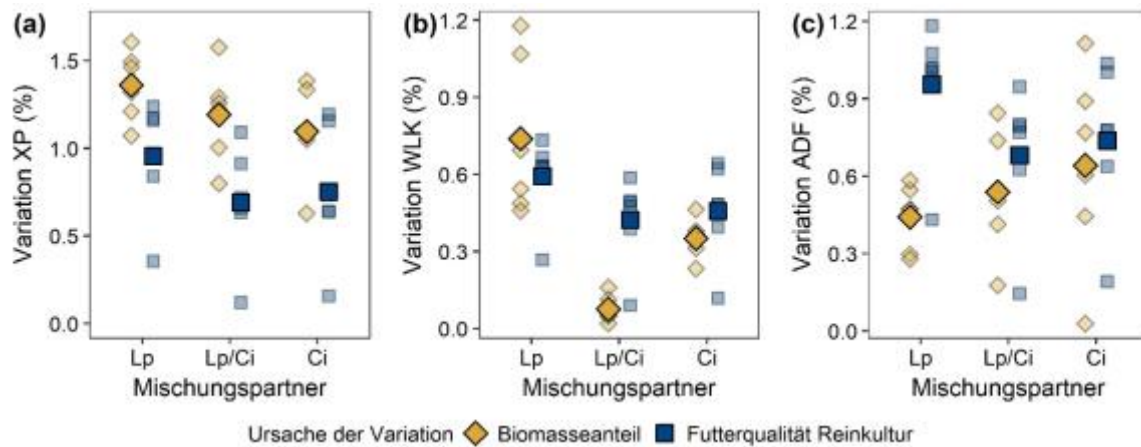 (a)
Variation XP (%)
1.5
1.0
0.5
0.0
Lp Lp/Ci Ci
Mischungspartner
(b)
Variation WLK (%)
1.2
0.9
0.6
0.3
0.0
Lp Lp/Ci Ci
Mischungspartner
(c)
Variation ADF (%)
1.2
0.9
0.6
0.3
0.0
Lp Lp/Ci Ci
Mischungspartner
Ursache der Variation Biomasseanteil Futterqualität Reinkultur